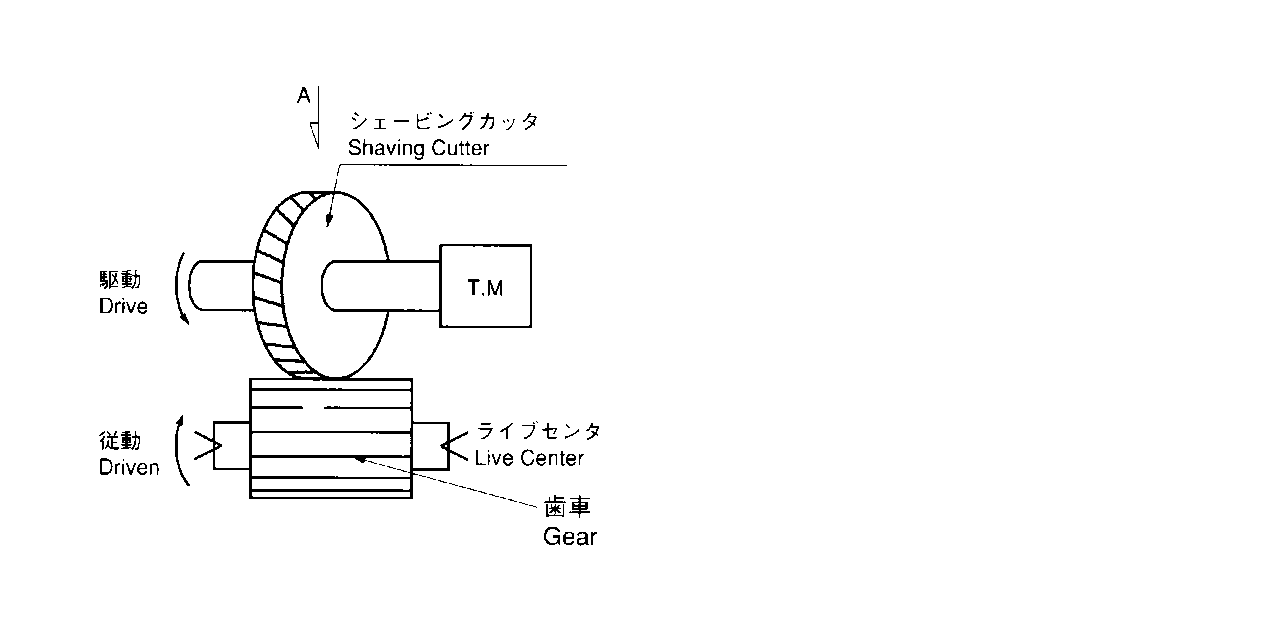 A
シェービングカッタ
Shaving Cutter
駆動
Drive
T.M
従動
Driven
ライブセンタ
Live Center
歯車
Gear